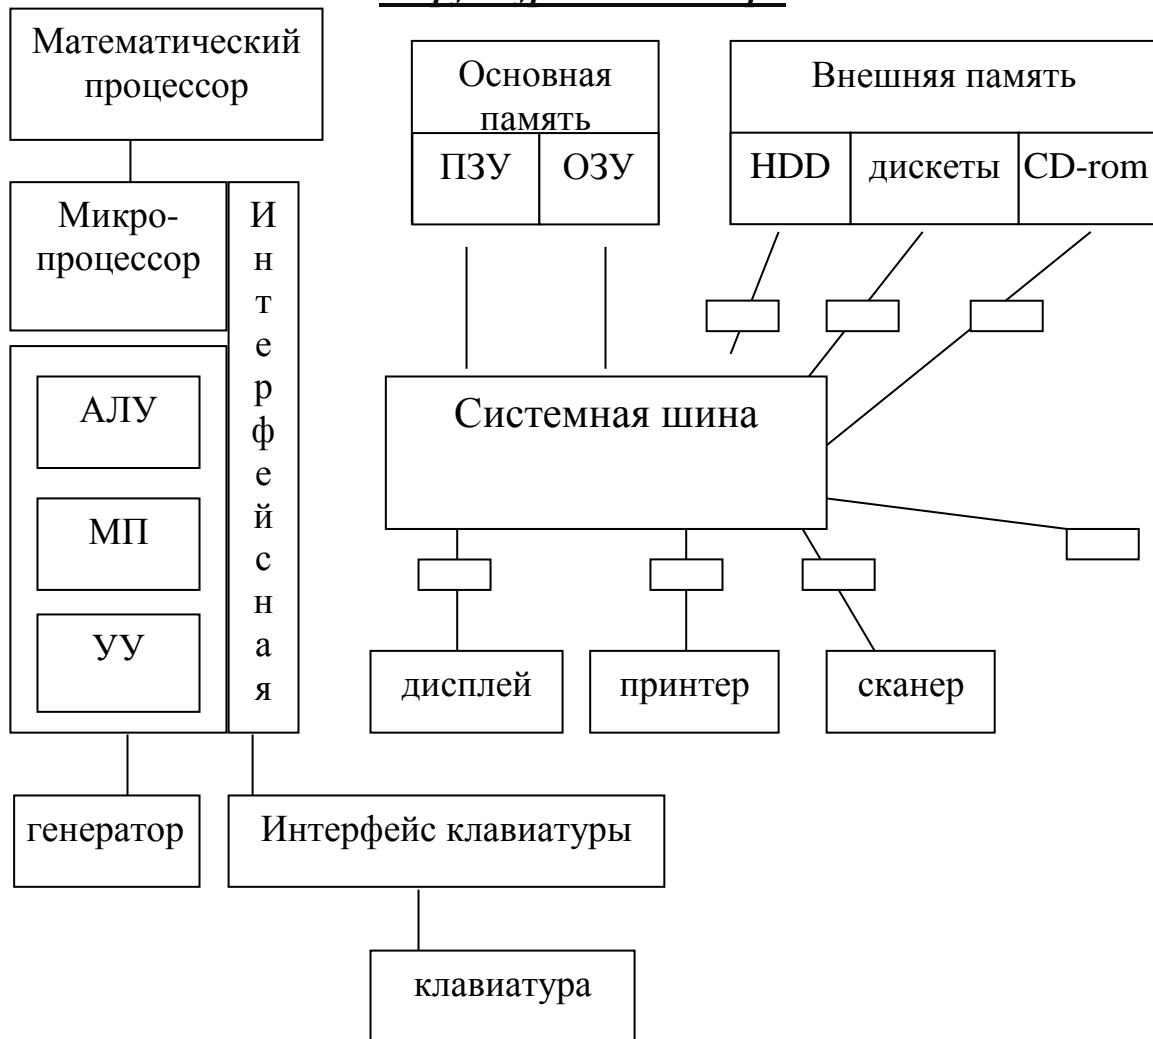 Математический
процессор
Основная
память
Внешняя память
ПЗУ
ОЗУ
HDD
дискеты
CD-rom
Микро-
процессор
И
н
т
е
р
ф
е
й
с
н
а
я
АЛУ
МП
УУ
Системная шина
дисплей
принтер
сканер
генератор
Интерфейс клавиатуры
клавиатура